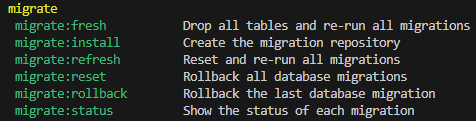 migrate
migrate:fresh Drop all tables and re-run all migrations
migrate:install Create the migration repository
migrate:refresh Reset and re-run all migrations
migrate:reset Rollback all database migrations
migrate:rollback Rollback the last database migration
migrate:status Show the status of each migration